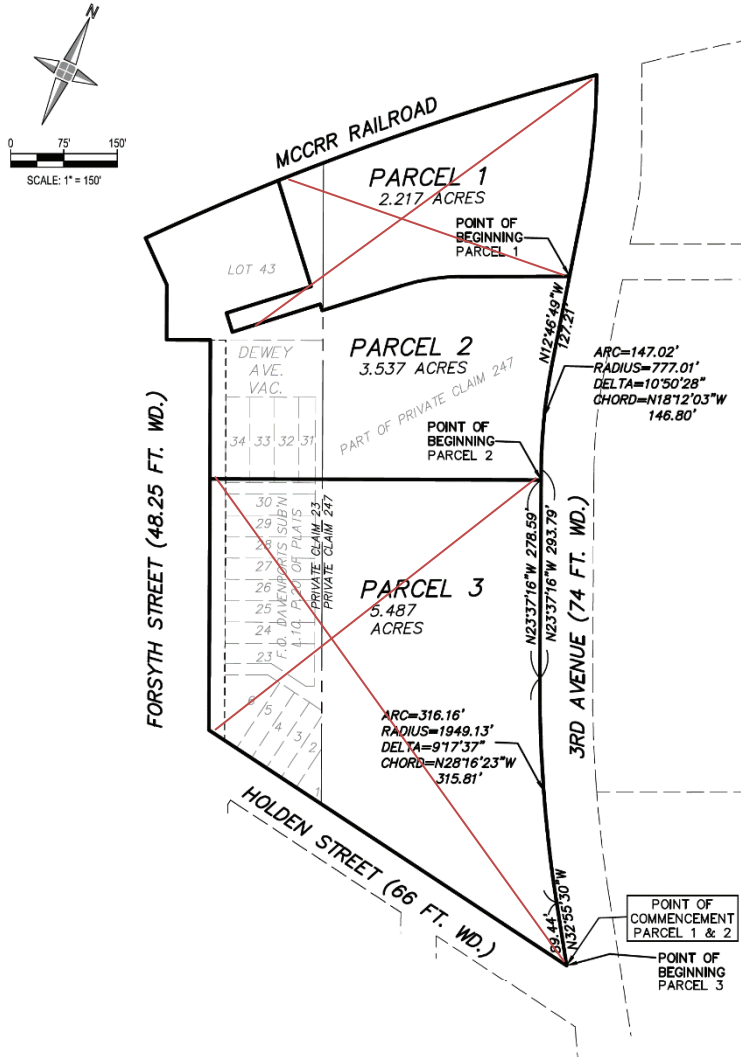 N
0 75' 150'
SCALE: 1" = 150'
MCCRR RAILROAD
PARCEL 1
2.217 ACRES
POINT OF
BEGINNING
PARCEL 1
LOT 43
N12°46'49"W
127.21'
ARC=147.02'
RADIUS=777.01'
DELTA=10°50'28"
CHORD=N18°12'03"W
146.80'
DEWEY
AVE.
VAC.
PARCEL 2
3.537 ACRES
PART OF PRIVATE CLAIM 247
34 33 32 31
POINT OF
BEGINNING
PARCEL 2
FORSYTH STREET (48.25 FT. WD.)
30
29
28
27
26
25
24
23
F.O. DAVENPORTS SUB'N
L.10, P.20 OF PLATS
PRIVATE CLAIM 23
PRIVATE CLAIM 247
N23°37'16"W 278.59'
N23°37'16"W 293.79'
3RD AVENUE (74 FT. WD.)
PARCEL 3
5.487
ACRES
6
5
4
3
2
1
ARC=316.16'
RADIUS=1949.13'
DELTA=9°17'37"
CHORD=N28°16'23"W
315.81'
HOLDEN STREET (66 FT. WD.)
89.44'
N32°55'30"W
POINT OF
COMMENCEMENT
PARCEL 1 & 2
POINT OF
BEGINNING
PARCEL 3